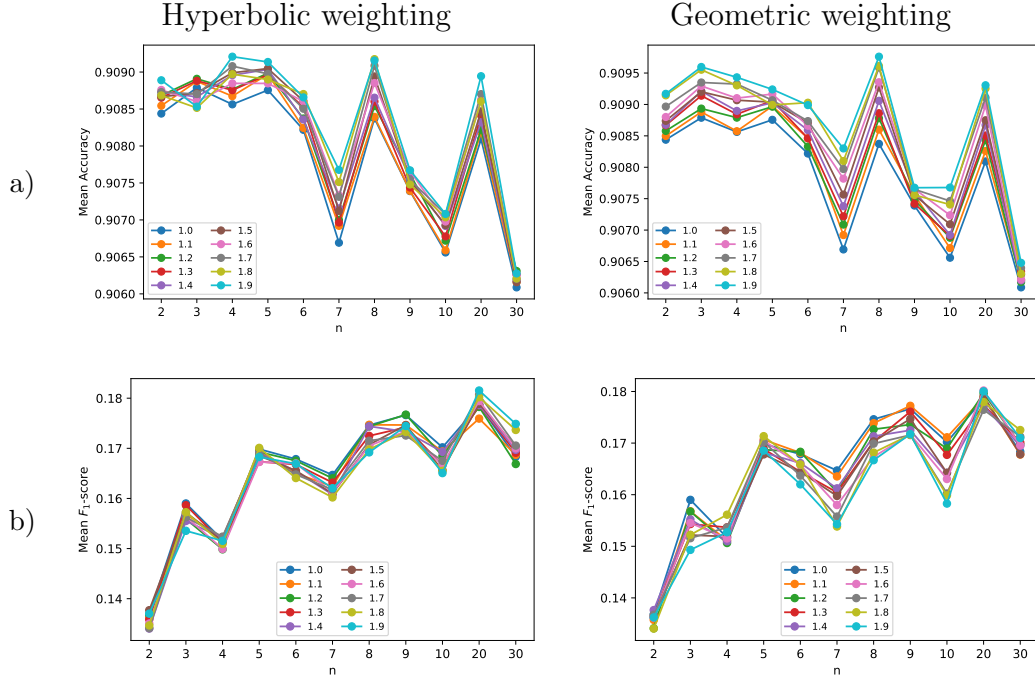 Hyperbolic weighting
Geometric weighting
a)
Mean Accuracy
0.9090
0.9085
0.9080
0.9075
0.9070
0.9065
0.9060
1.0 1.5
1.1 1.6
1.2 1.7
1.3 1.8
1.4 1.9
2 3 4 5 6 7 8 9 10 20 30
n
Mean Accuracy
0.9095
0.9090
0.9085
0.9080
0.9075
0.9070
0.9065
0.9060
1.0 1.5
1.1 1.6
1.2 1.7
1.3 1.8
1.4 1.9
2 3 4 5 6 7 8 9 10 20 30
n
b)
Mean F₁-score
0.18
0.17
0.16
0.15
0.14
1.0 1.5
1.1 1.6
1.2 1.7
1.3 1.8
1.4 1.9
2 3 4 5 6 7 8 9 10 20 30
n
Mean F₁-score
0.18
0.17
0.16
0.15
0.14
1.0 1.5
1.1 1.6
1.2 1.7
1.3 1.8
1.4 1.9
2 3 4 5 6 7 8 9 10 20 30
n